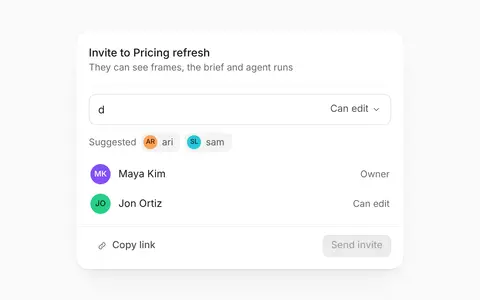 Invite to Pricing refresh
They can see frames, the brief and agent runs
d Can edit
Suggested AR ari SL sam
MK Maya Kim Owner
JO Jon Ortiz Can edit
Copy link Send invite